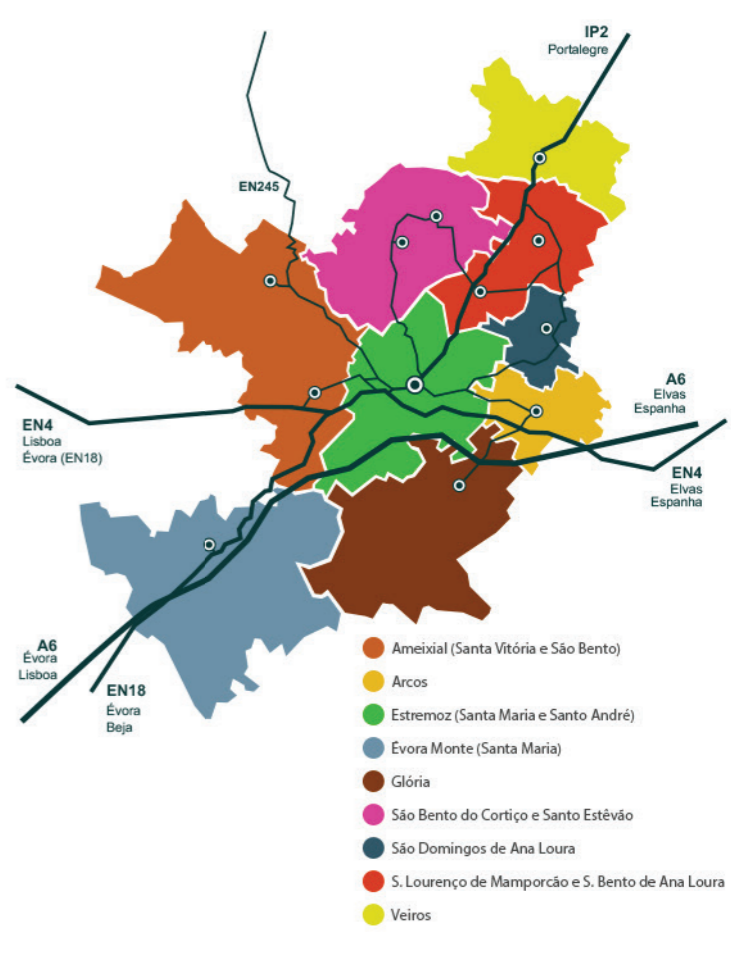 IP2
Portalegre
EN245
A6
Elvas
Espanha
EN4
Lisboa
Évora (EN18)
EN4
Elvas
Espanha
A6
Évora
Lisboa
EN18
Évora
Beja
Ameixial (Santa Vitória e São Bento)
Arcos
Estremoz (Santa Maria e Santo André)
Évora Monte (Santa Maria)
Glória
São Bento do Cortiço e Santo Estêvão
São Domingos de Ana Loura
S. Lourenço de Mamporcão e S. Bento de Ana Loura
Veiros